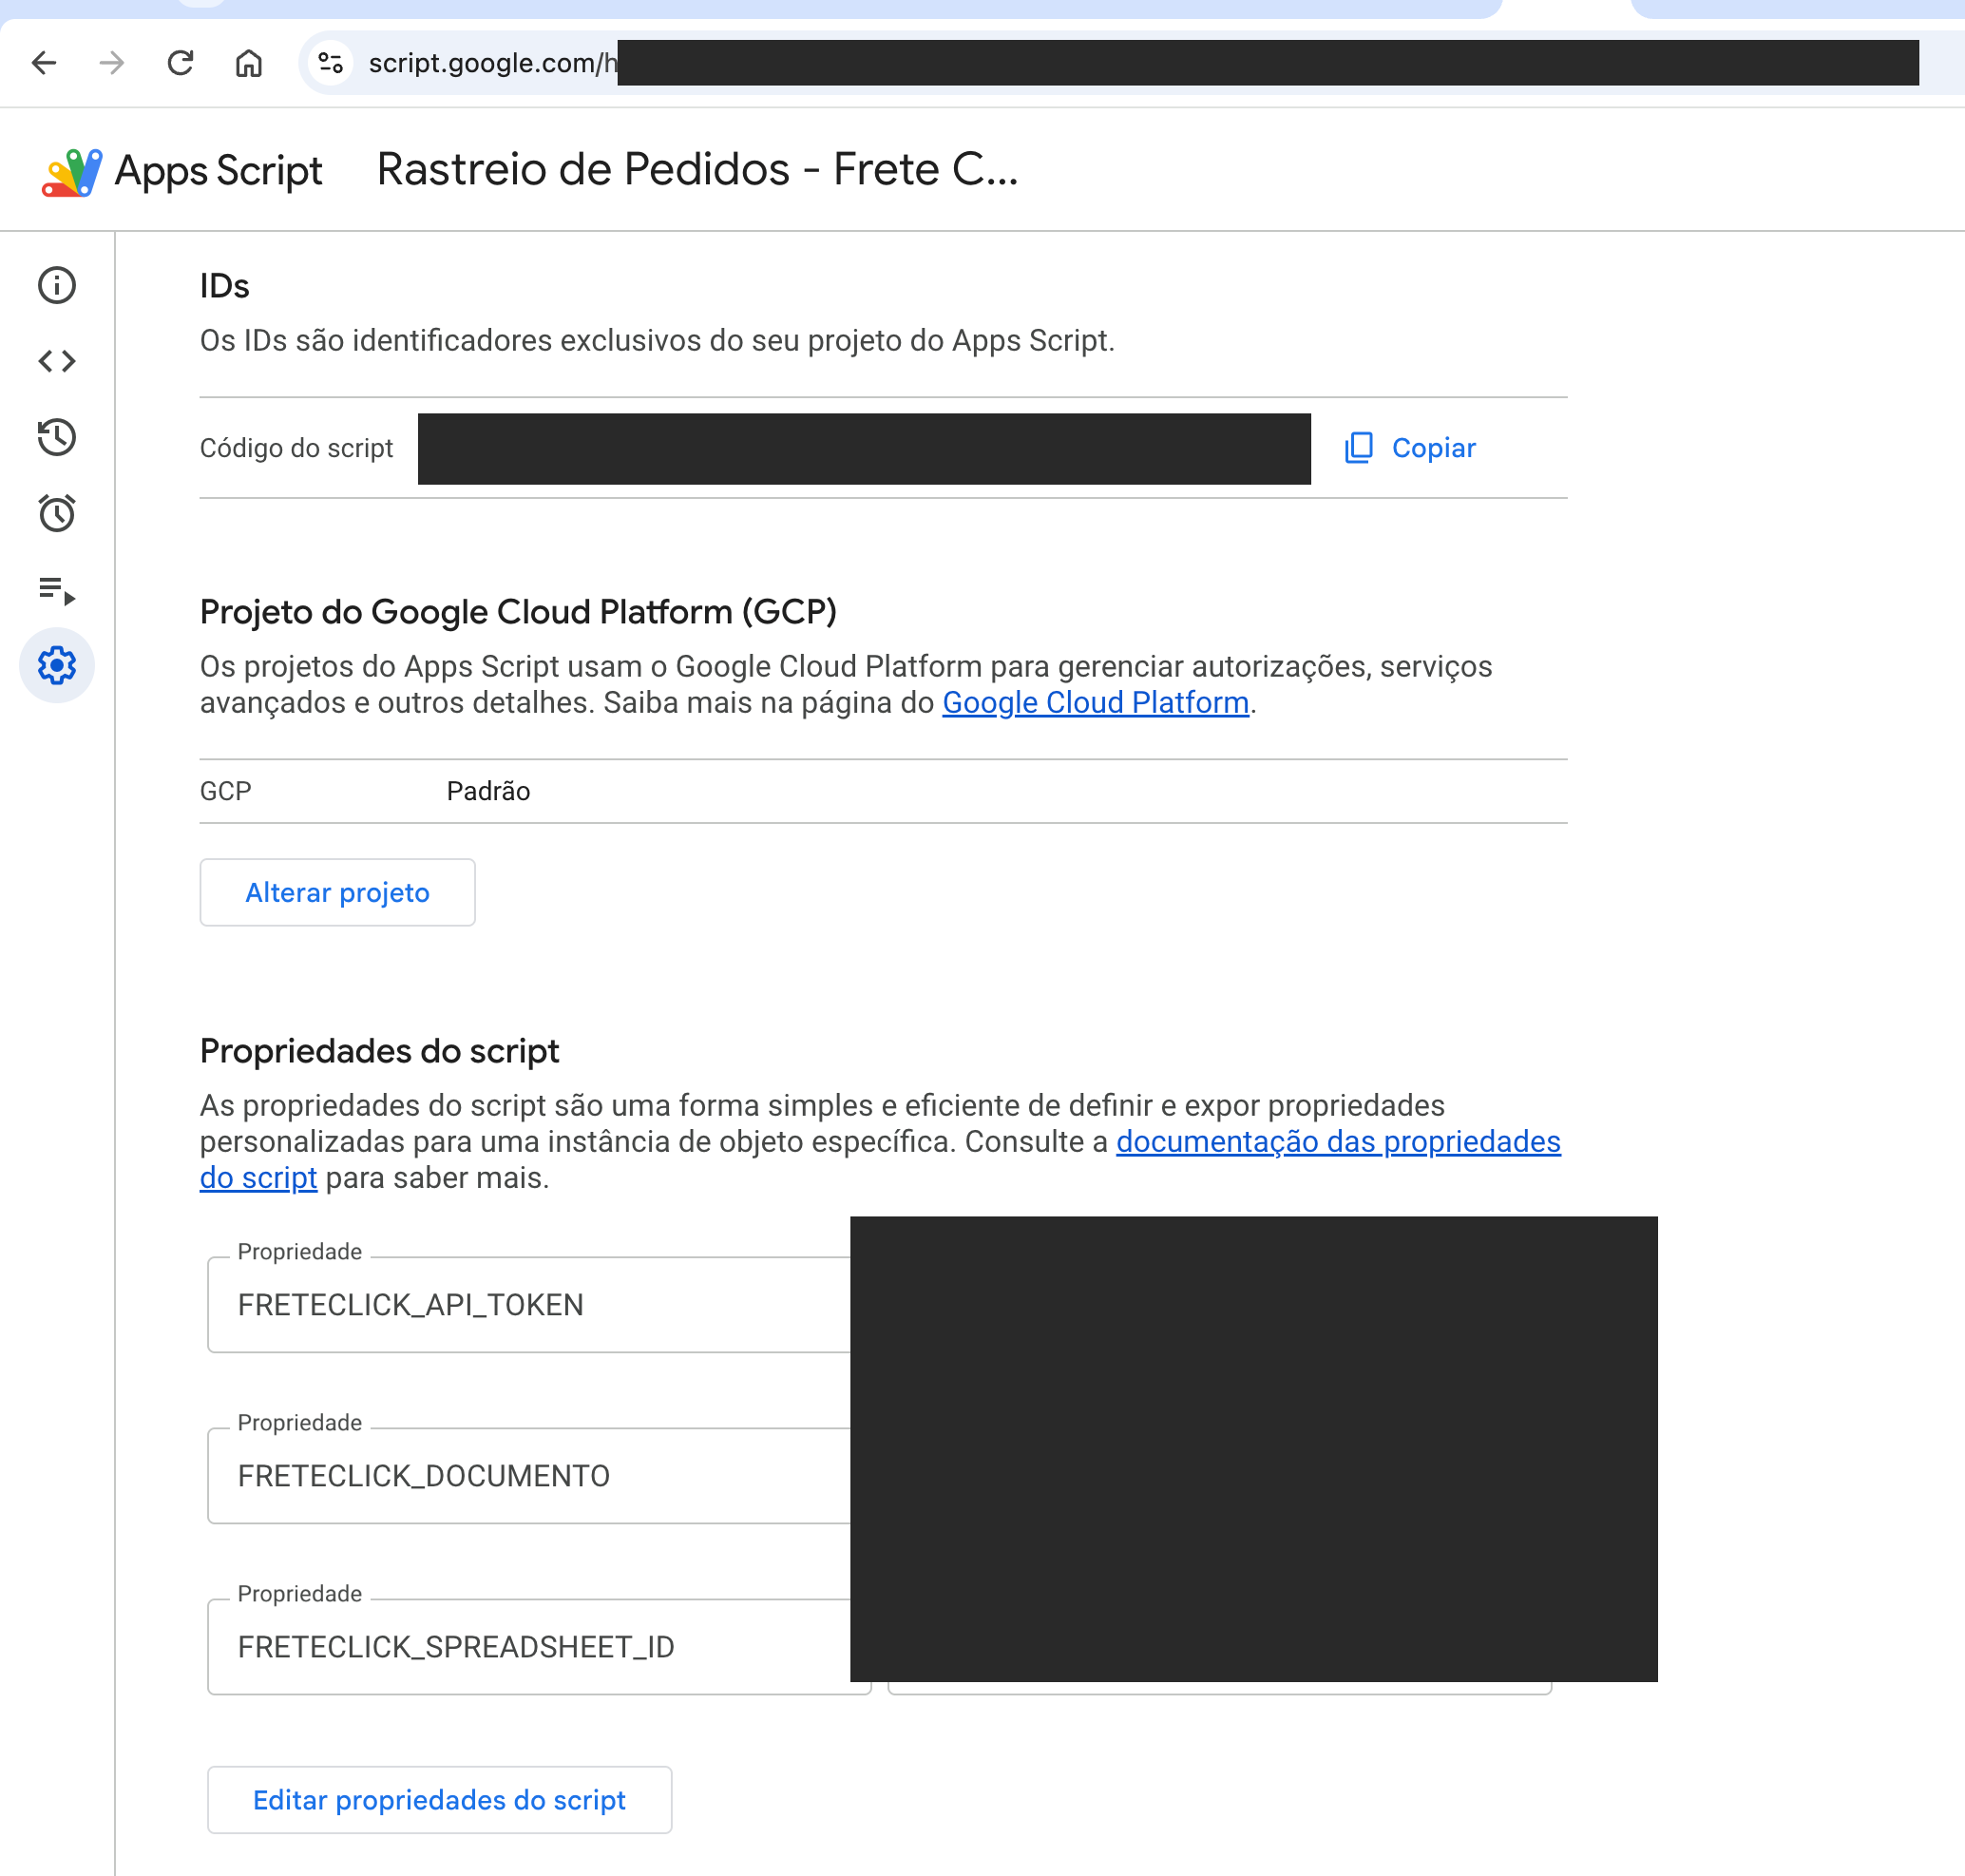 script.google.com/h
Apps Script
Rastreio de Pedidos - Frete C...
IDs
Os IDs são identificadores exclusivos do seu projeto do Apps Script.
Código do script
Copiar
Projeto do Google Cloud Platform (GCP)
Os projetos do Apps Script usam o Google Cloud Platform para gerenciar autorizações, serviços
avançados e outros detalhes. Saiba mais na página do Google Cloud Platform.
GCP
Padrão
Alterar projeto
Propriedades do script
As propriedades do script são uma forma simples e eficiente de definir e expor propriedades
personalizadas para uma instância de objeto específica. Consulte a documentação das propriedades
do script para saber mais.
Propriedade
FRETECLICK_API_TOKEN
Propriedade
FRETECLICK_DOCUMENTO
Propriedade
FRETECLICK_SPREADSHEET_ID
Editar propriedades do script